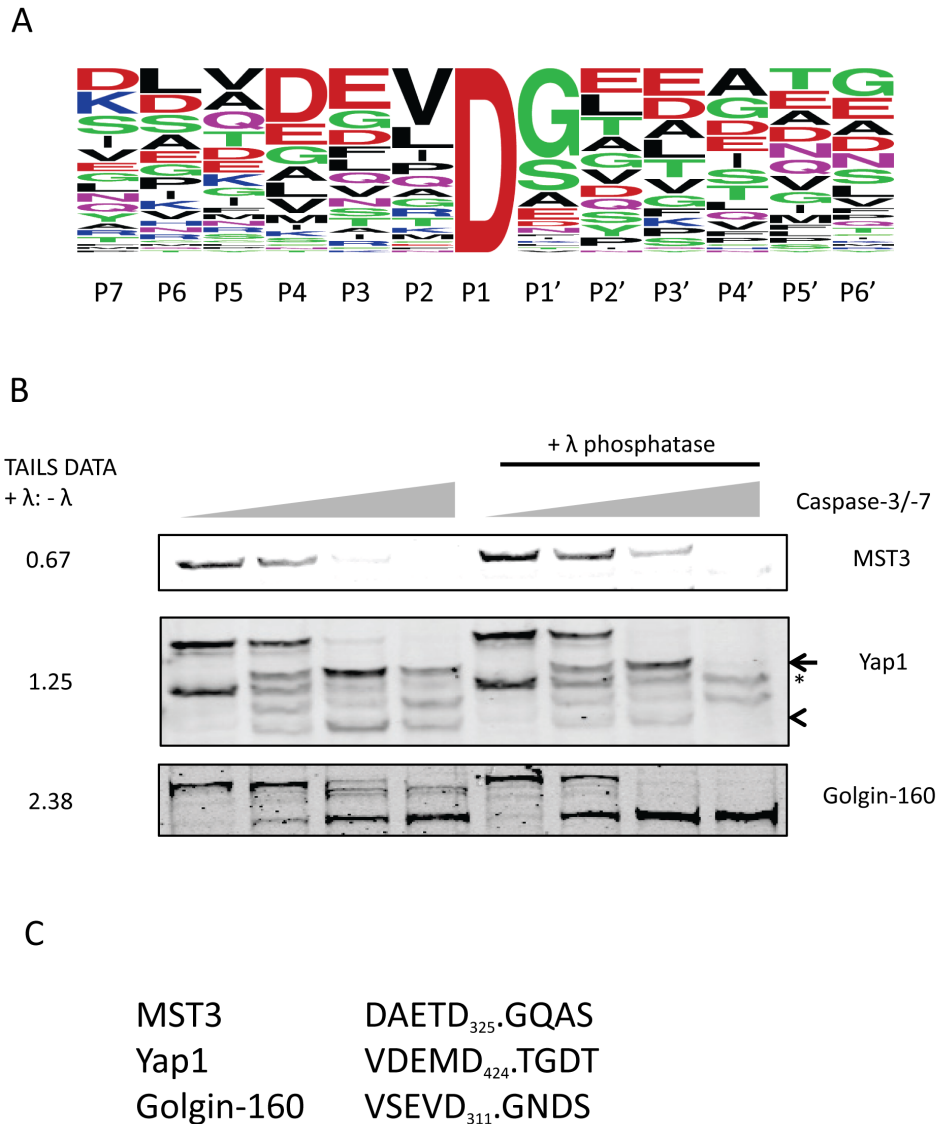 A
P7 P6 P5 P4 P3 P2 P1 P1’ P2’ P3’ P4’ P5’ P6’
B
+ λ phosphatase
TAILS DATA
+ λ: - λ
Caspase-3/-7
0.67 MST3
1.25 Yap1
*
2.38 Golgin-160
C
MST3 DAETD325.GQAS
Yap1 VDEMD424.TGDT
Golgin-160 VSEVD311.GNDS